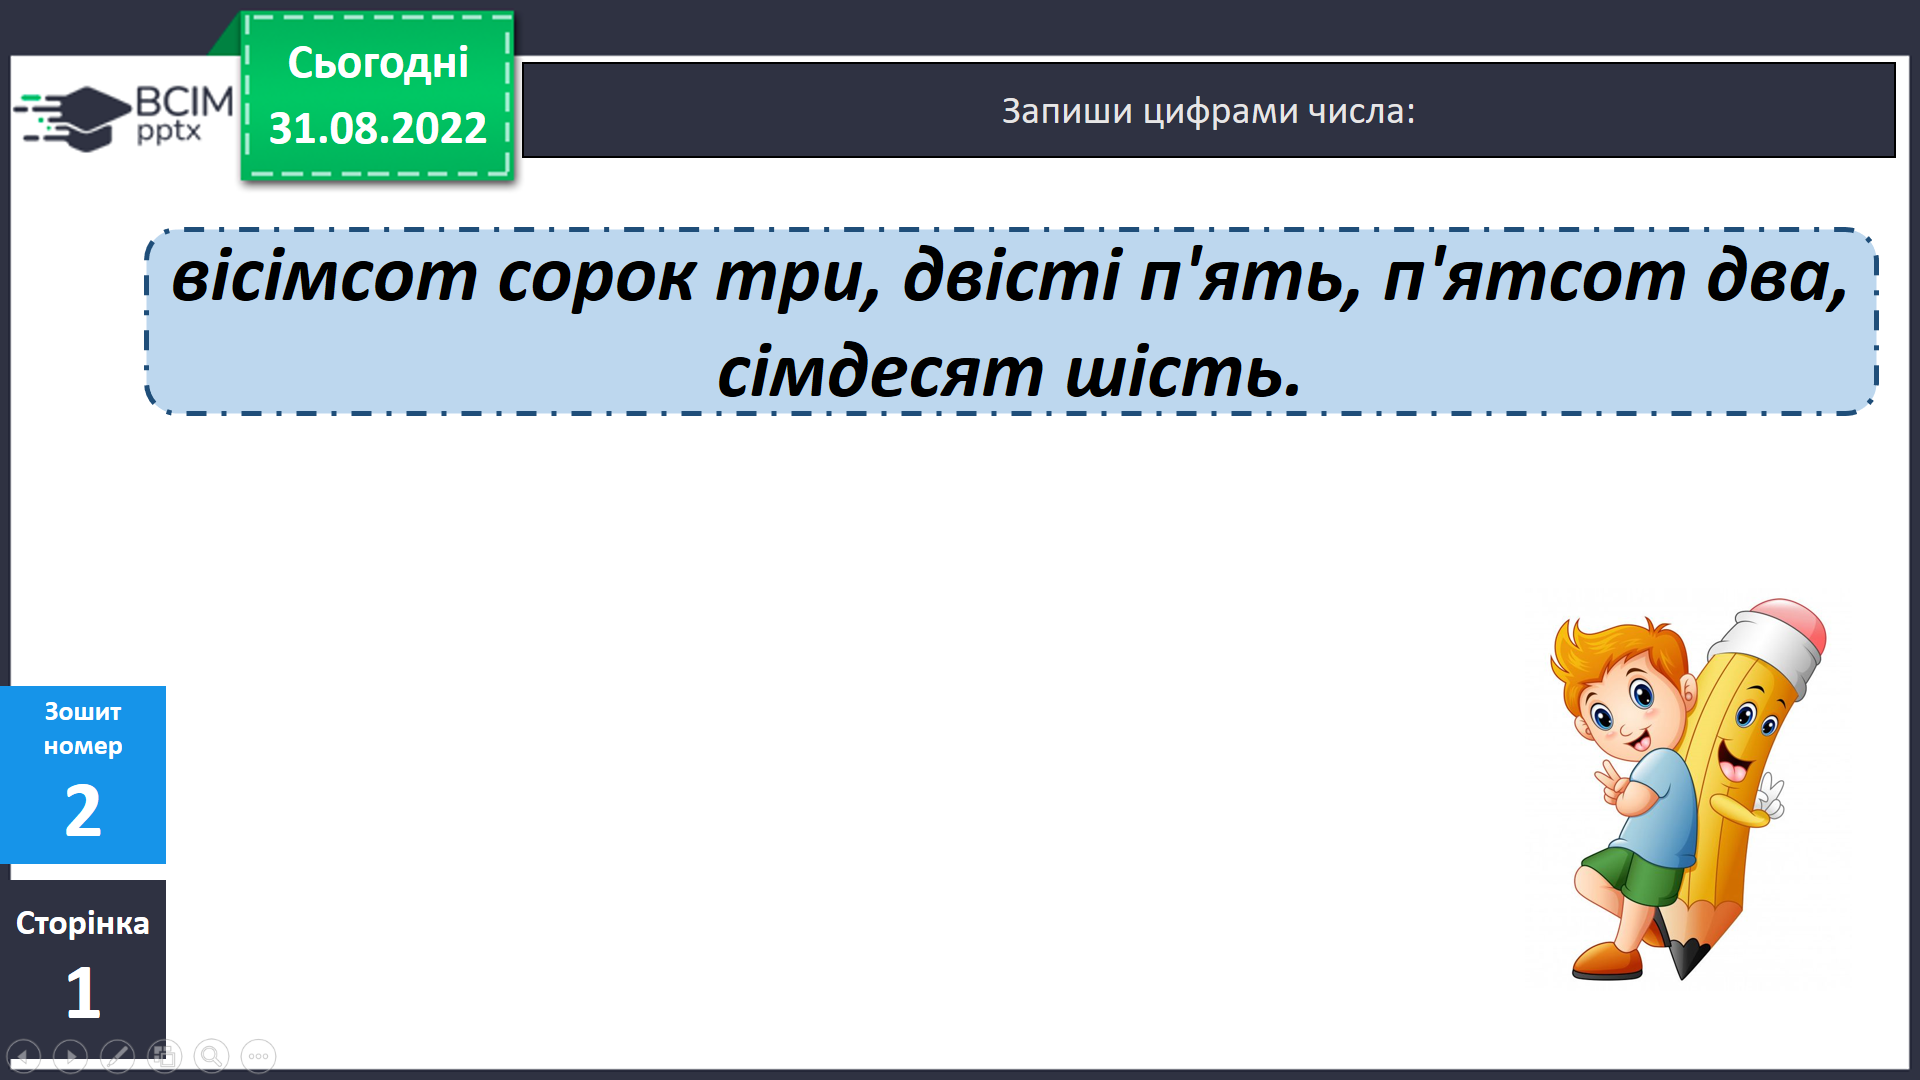 Сьогодні
31.08.2022
ВСІМ
pptx
Запиши цифрами числа:
вісімсот сорок три, двісті п'ять, п'ятсот два,
сімдесят шість.
Зошит
номер
2
Сторінка
1